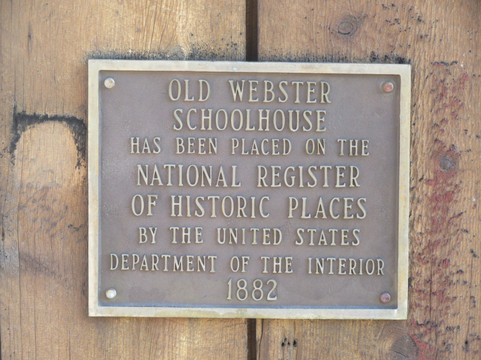 OLD WEBSTER
SCHOOLHOUSE
HAS BEEN PLACED ON THE
NATIONAL REGISTER
OF HISTORIC PLACES
BY THE UNITED STATES
DEPARTMENT OF THE INTERIOR
1882